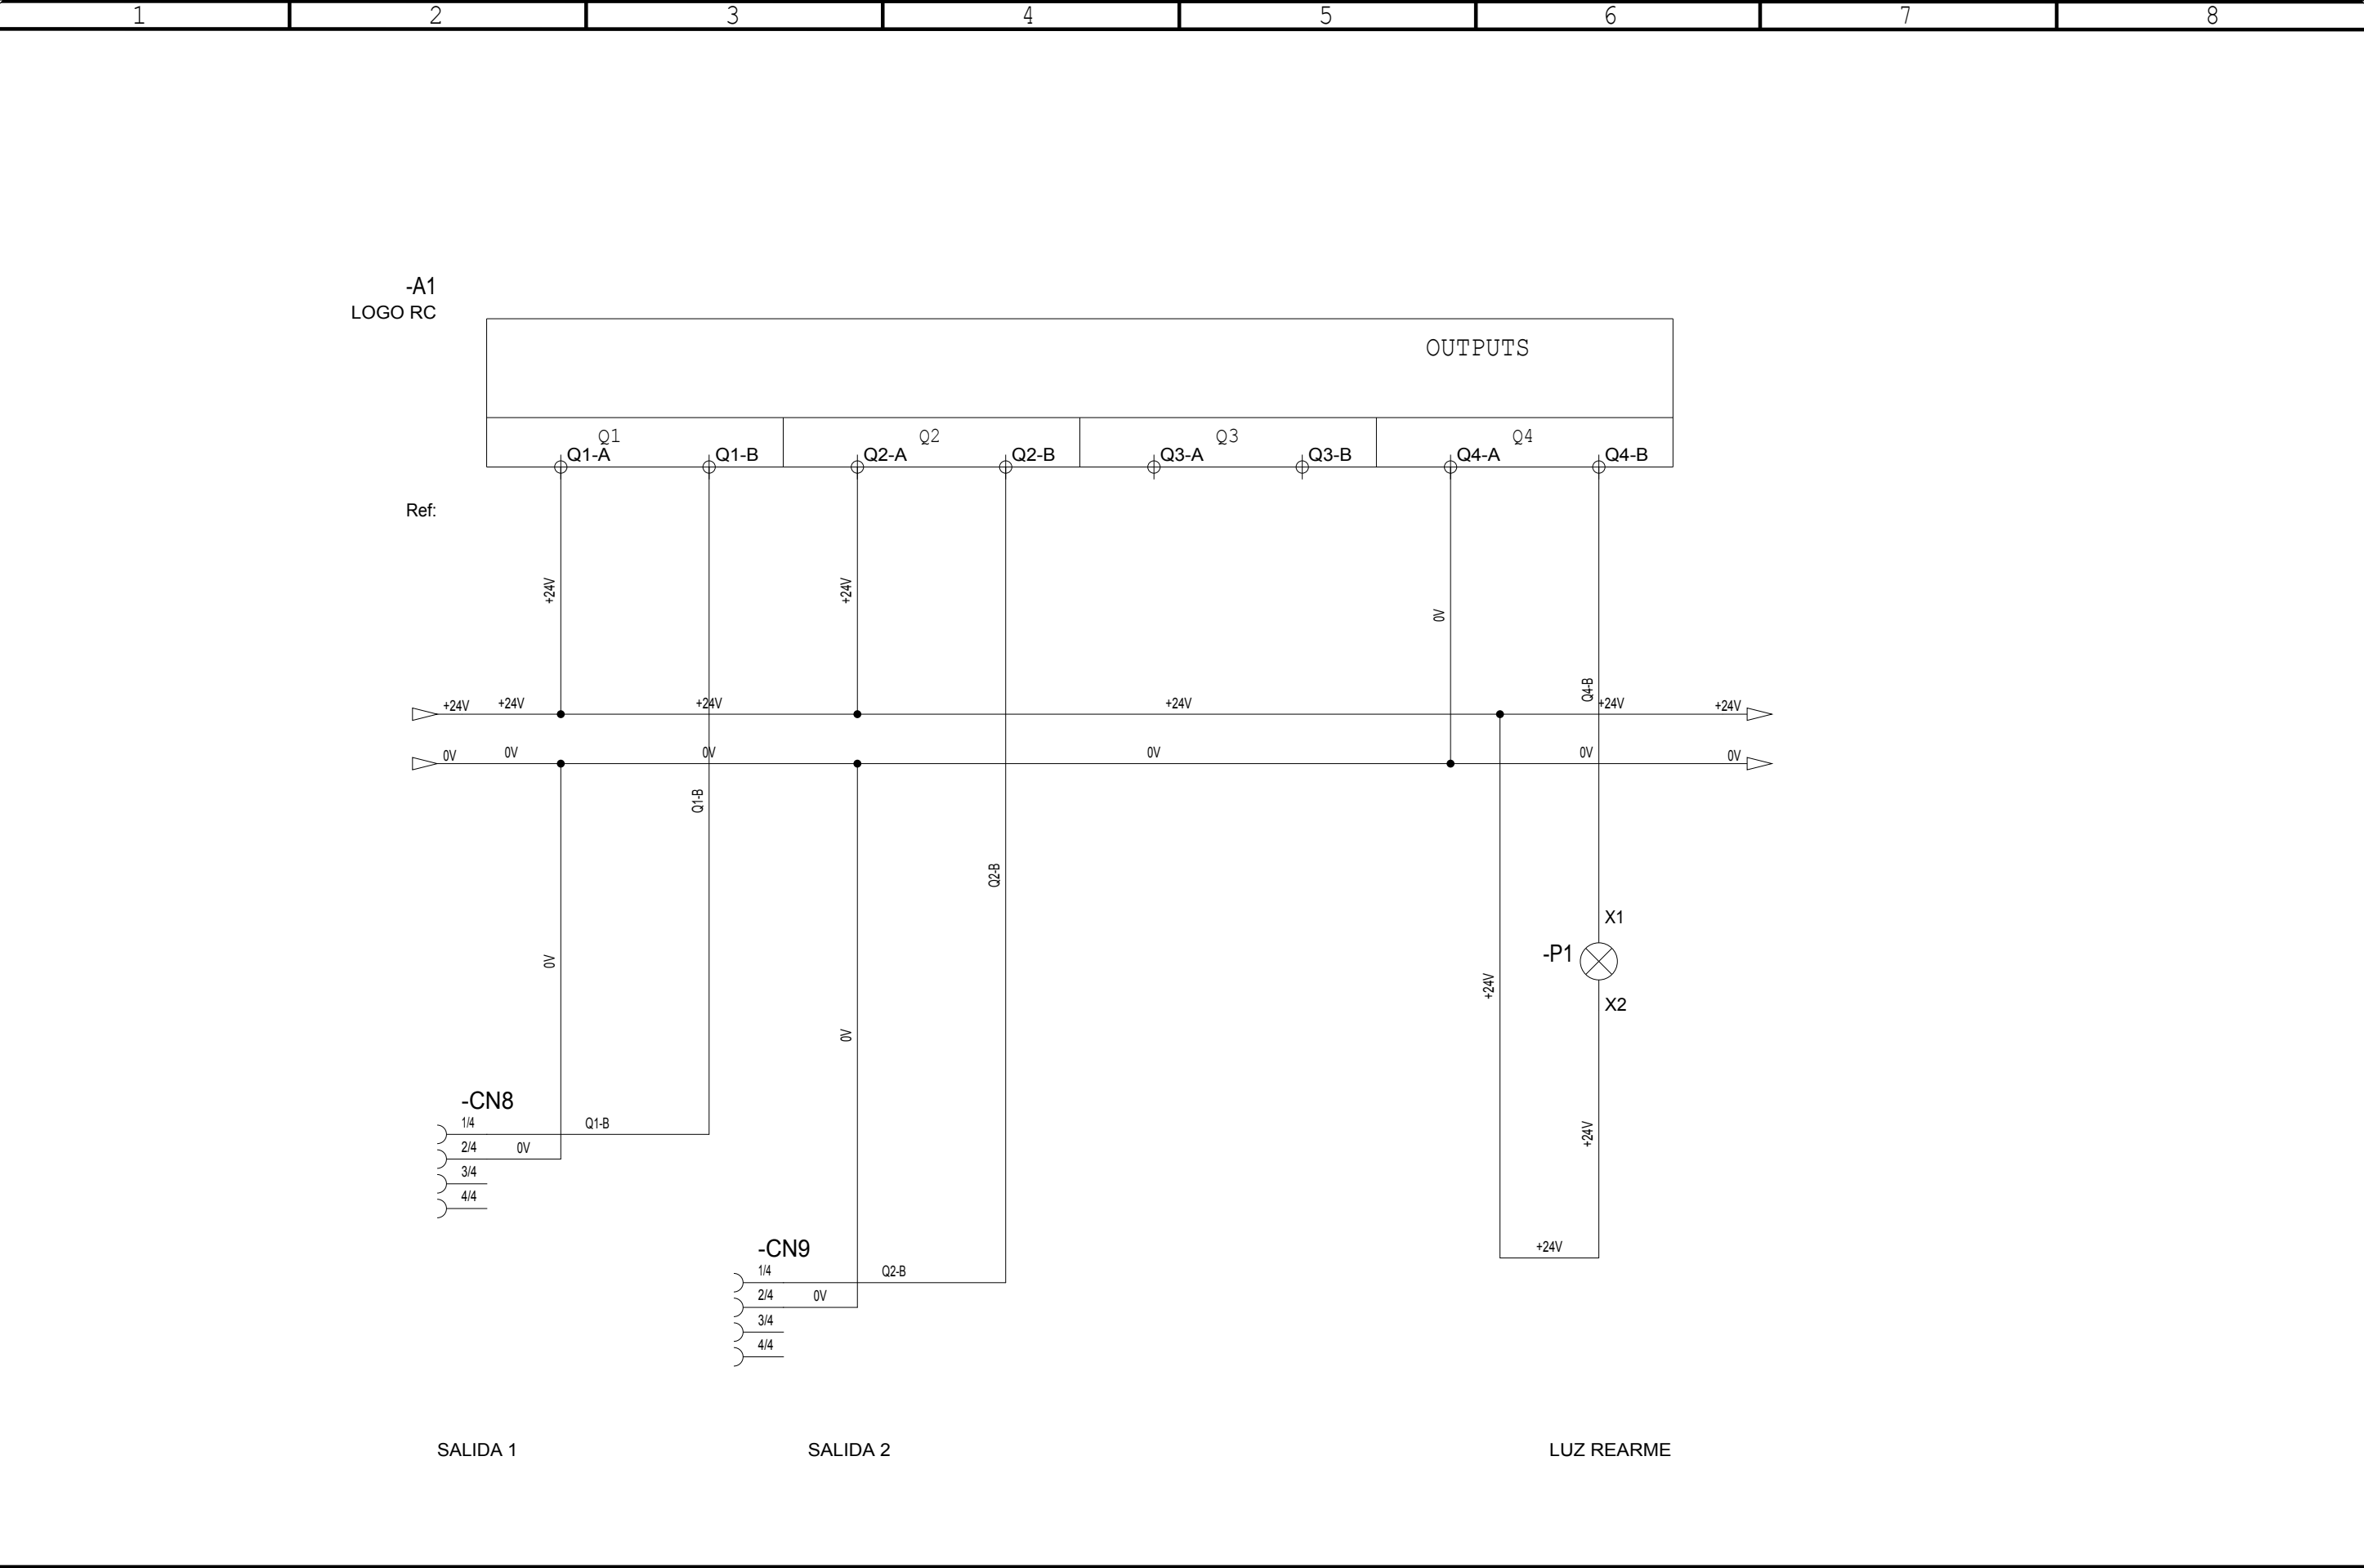 1 2 3 4 5 6 7 8
-A1
LOGO RC
OUTPUTS
Q1 Q2 Q3 Q4
Q1-A Q1-B Q2-A Q2-B Q3-A Q3-B Q4-A Q4-B
Ref:
+24V +24V 0V
Q4-B
+24V +24V +24V +24V +24V +24V
0V 0V 0V 0V 0V 0V
Q1-B
Q2-B
X1
-P1
0V
+24V
X2
0V
-CN8
1/4 Q1-B
+24V
2/4 0V
3/4
4/4
-CN9
+24V
1/4 Q2-B
2/4 0V
3/4
4/4
SALIDA 1 SALIDA 2 LUZ REARME